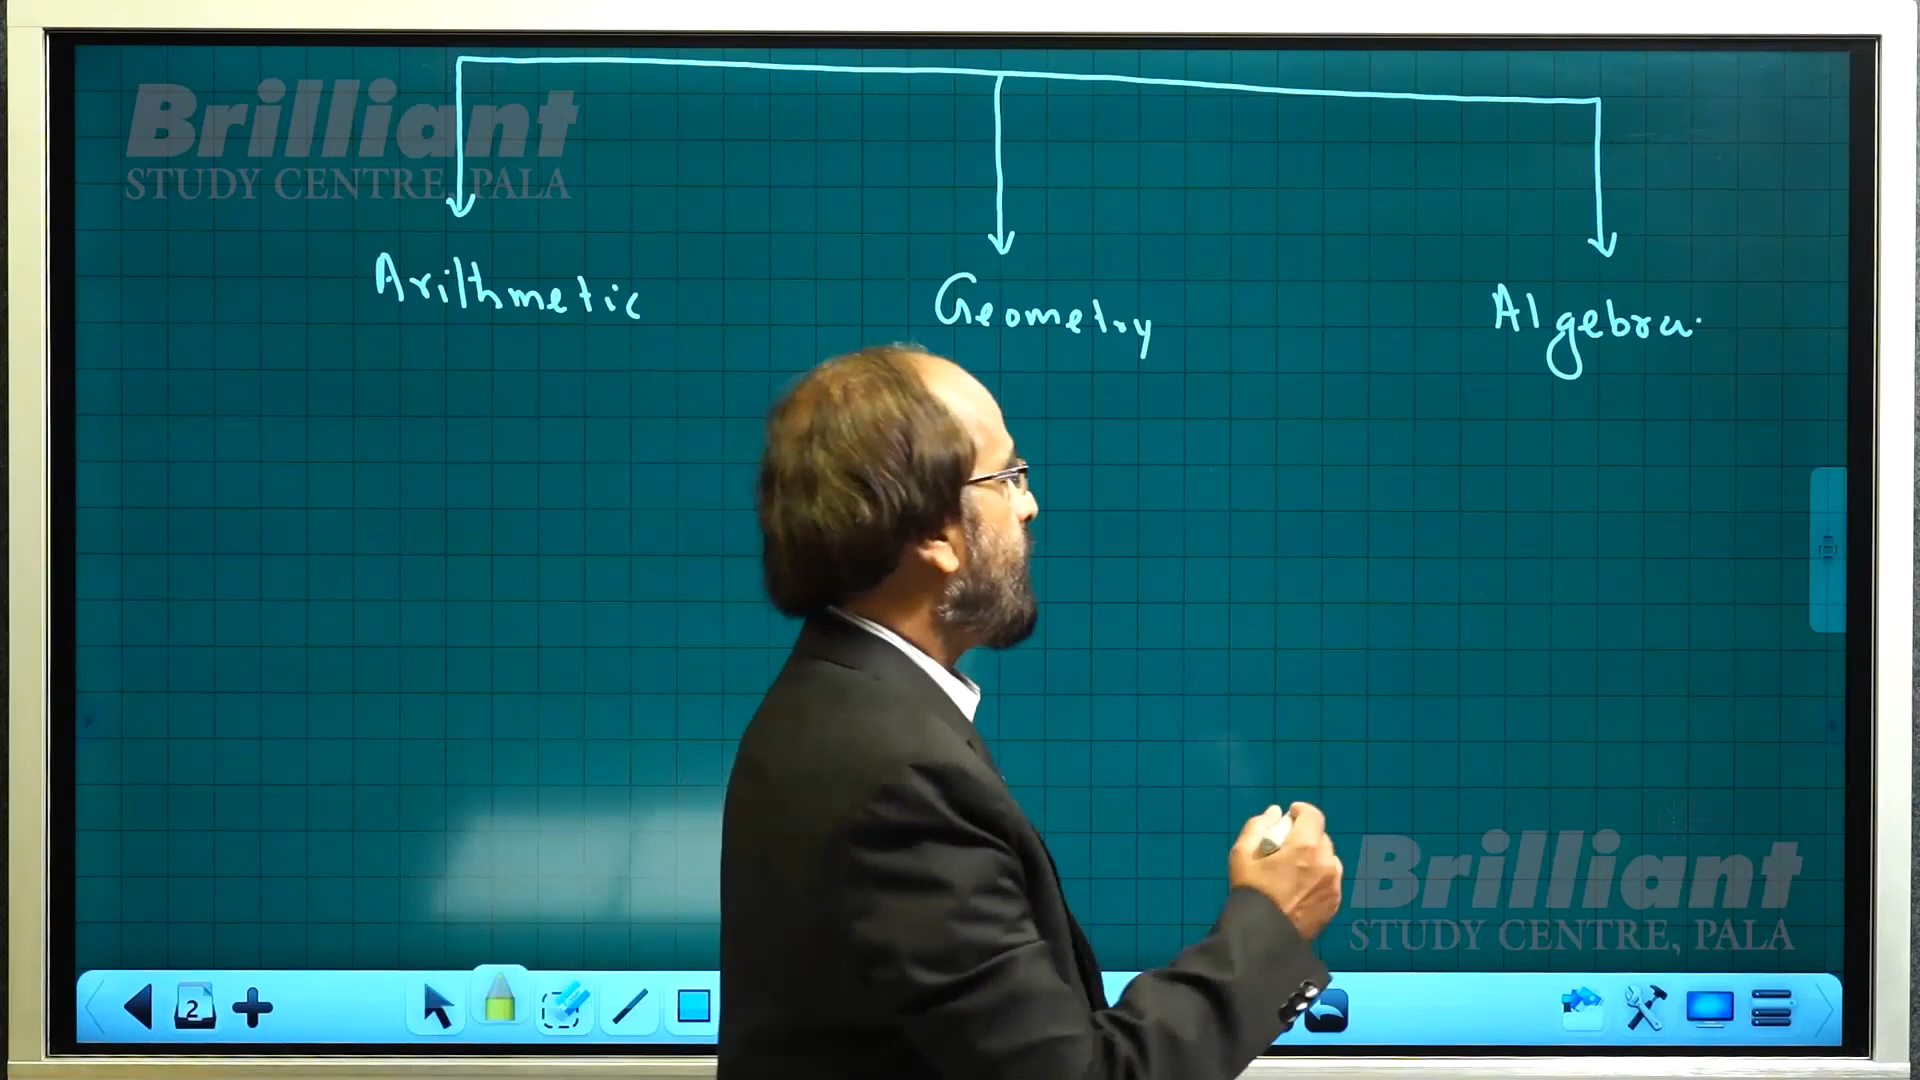 Brilliant
STUDY CENTRE, PALA
Arithmetic
Geometry
Algebra.
Brilliant
STUDY CENTRE, PALA
2